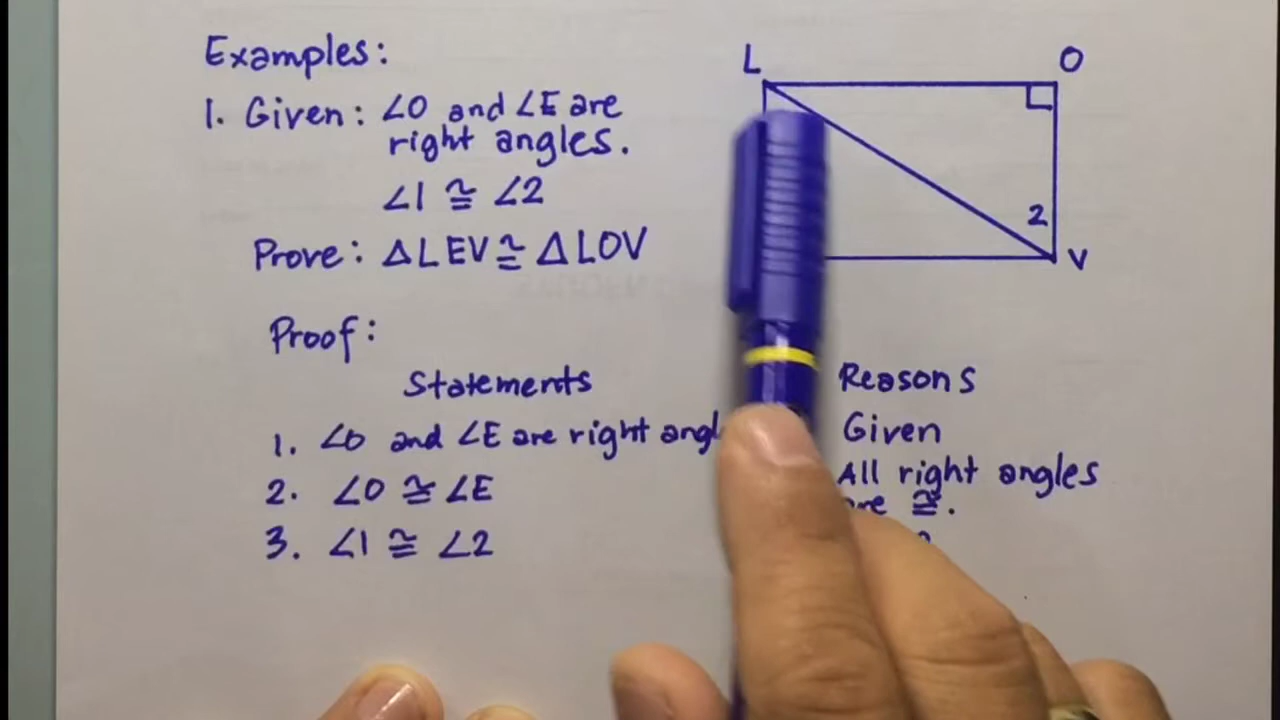 Examples:
1. Given: ∠O and ∠E are
right angles.
∠1 ≅ ∠2
Prove: △LEV ≅ △LOV
L
O
2
V
Proof:
Statements
Reasons
1. ∠O and ∠E are right
Given
2. ∠O ≅ ∠E
All right angles
≅.
3. ∠1 ≅ ∠2